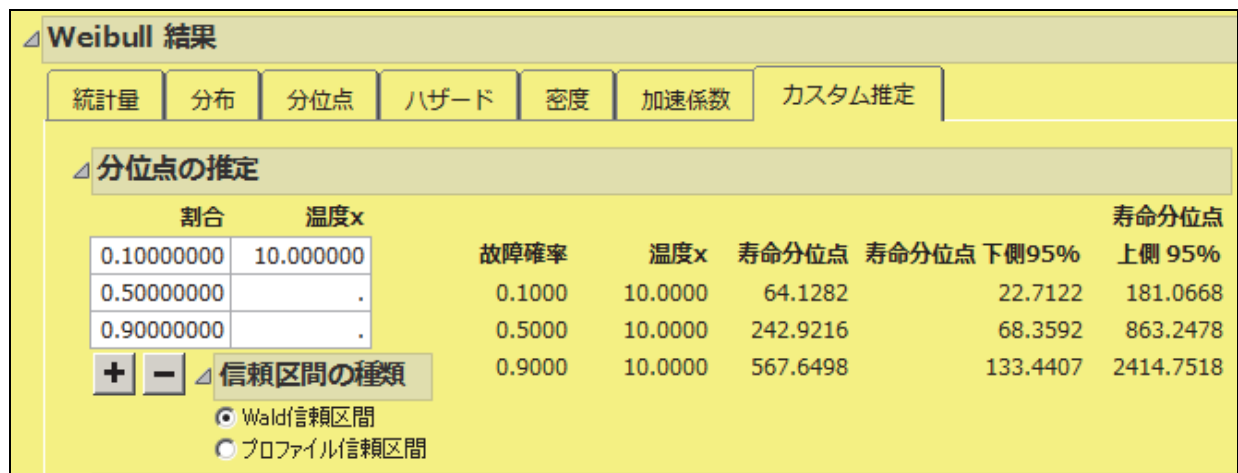 Weibull 結果
統計量 分布 分位点 ハザード 密度 加速係数 カスタム推定
分位点の推定
割合 温度x 寿命分位点
故障確率 温度x 寿命分位点 寿命分位点 下側95% 上側 95%
0.10000000 10.000000
0.50000000 . 0.1000 10.0000 64.1282 22.7122 181.0668
0.90000000 . 0.5000 10.0000 242.9216 68.3592 863.2478
+ − 信頼区間の種類 0.9000 10.0000 567.6498 133.4407 2414.7518
Wald信頼区間
プロファイル信頼区間